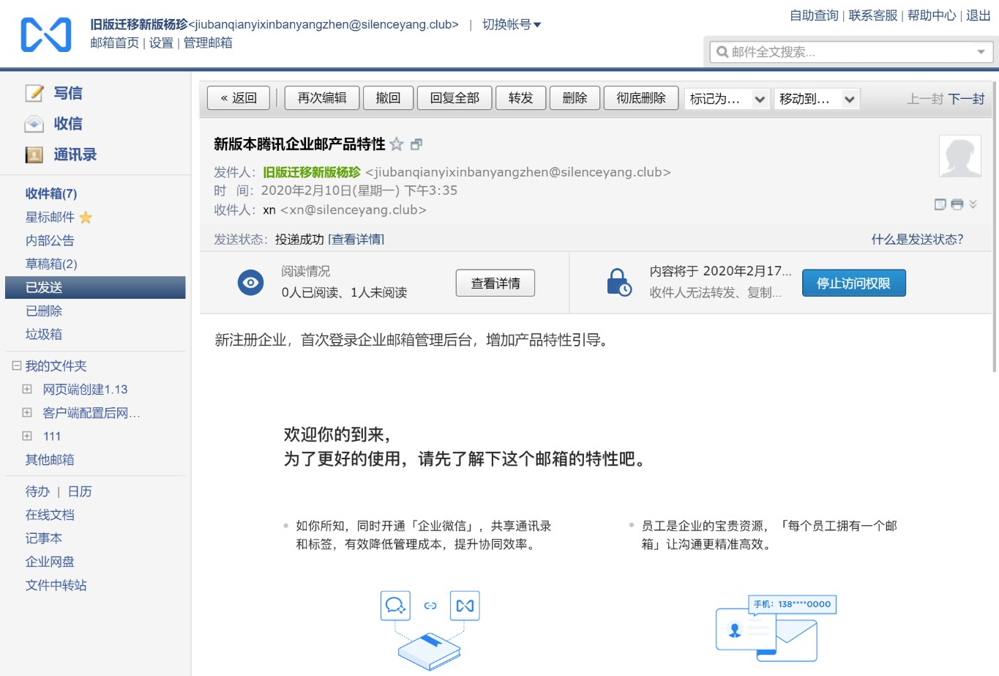 旧版迁移新版杨珍<jiubanqianyixinbanyangzhen@silenceyang.club> | 切换帐号
邮箱首页 | 设置 | 管理邮箱
自助查询 | 联系客服 | 帮助中心 | 退出
邮件全文搜索...
写信
收信
通讯录
收件箱(7)
星标邮件
内部公告
草稿箱(2)
已发送
已删除
垃圾箱
我的文件夹
网页端创建1.13
客户端配置后网...
111
其他邮箱
待办 | 日历
在线文档
记事本
企业网盘
文件中转站
« 返回 再次编辑 撤回 回复全部 转发 删除 彻底删除 标记为... 移动到... 上一封 下一封
新版本腾讯企业邮产品特性
发件人：旧版迁移新版杨珍 <jiubanqianyixinbanyangzhen@silenceyang.club>
时 间：2020年2月10日(星期一) 下午3:35
收件人：xn <xn@silenceyang.club>
发送状态：投递成功 [查看详情] 什么是发送状态？
阅读情况
0人已阅读、1人未阅读
查看详情
内容将于 2020年2月17...
收件人无法转发、复制...
停止访问权限
新注册企业，首次登录企业邮箱管理后台，增加产品特性引导。
欢迎你的到来，
为了更好的使用，请先了解下这个邮箱的特性吧。
如你所知，同时开通「企业微信」，共享通讯录
和标签，有效降低管理成本，提升协同效率。
员工是企业的宝贵资源，「每个员工拥有一个邮
箱」让沟通更精准高效。
手机：138****0000